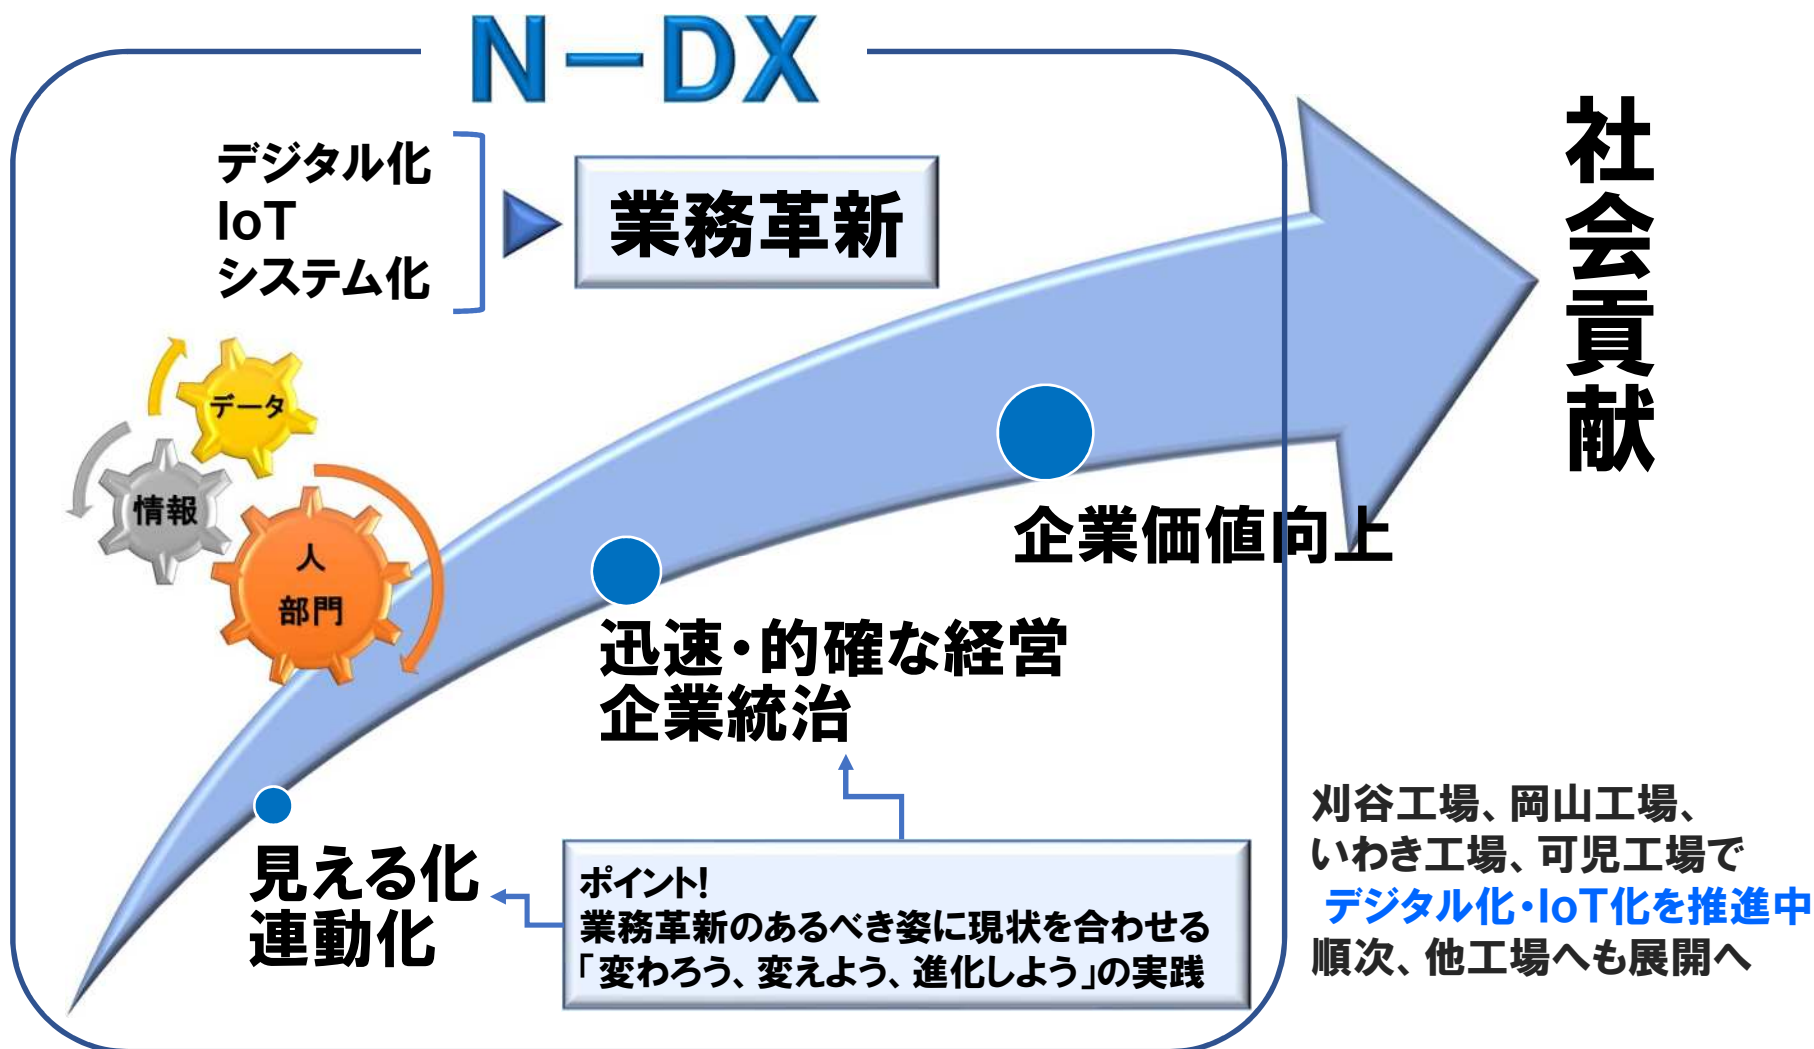 N－DX
デジタル化
IoT
システム化
業務革新
社会貢献
データ
情報
人
部門
企業価値向上
迅速・的確な経営
企業統治
見える化
連動化
ポイント！
業務革新のあるべき姿に現状を合わせる
「変わろう、変えよう、進化しよう」の実践
刈谷工場、岡山工場、
いわき工場、可児工場で
デジタル化・IoT化を推進中
順次、他工場へも展開へ